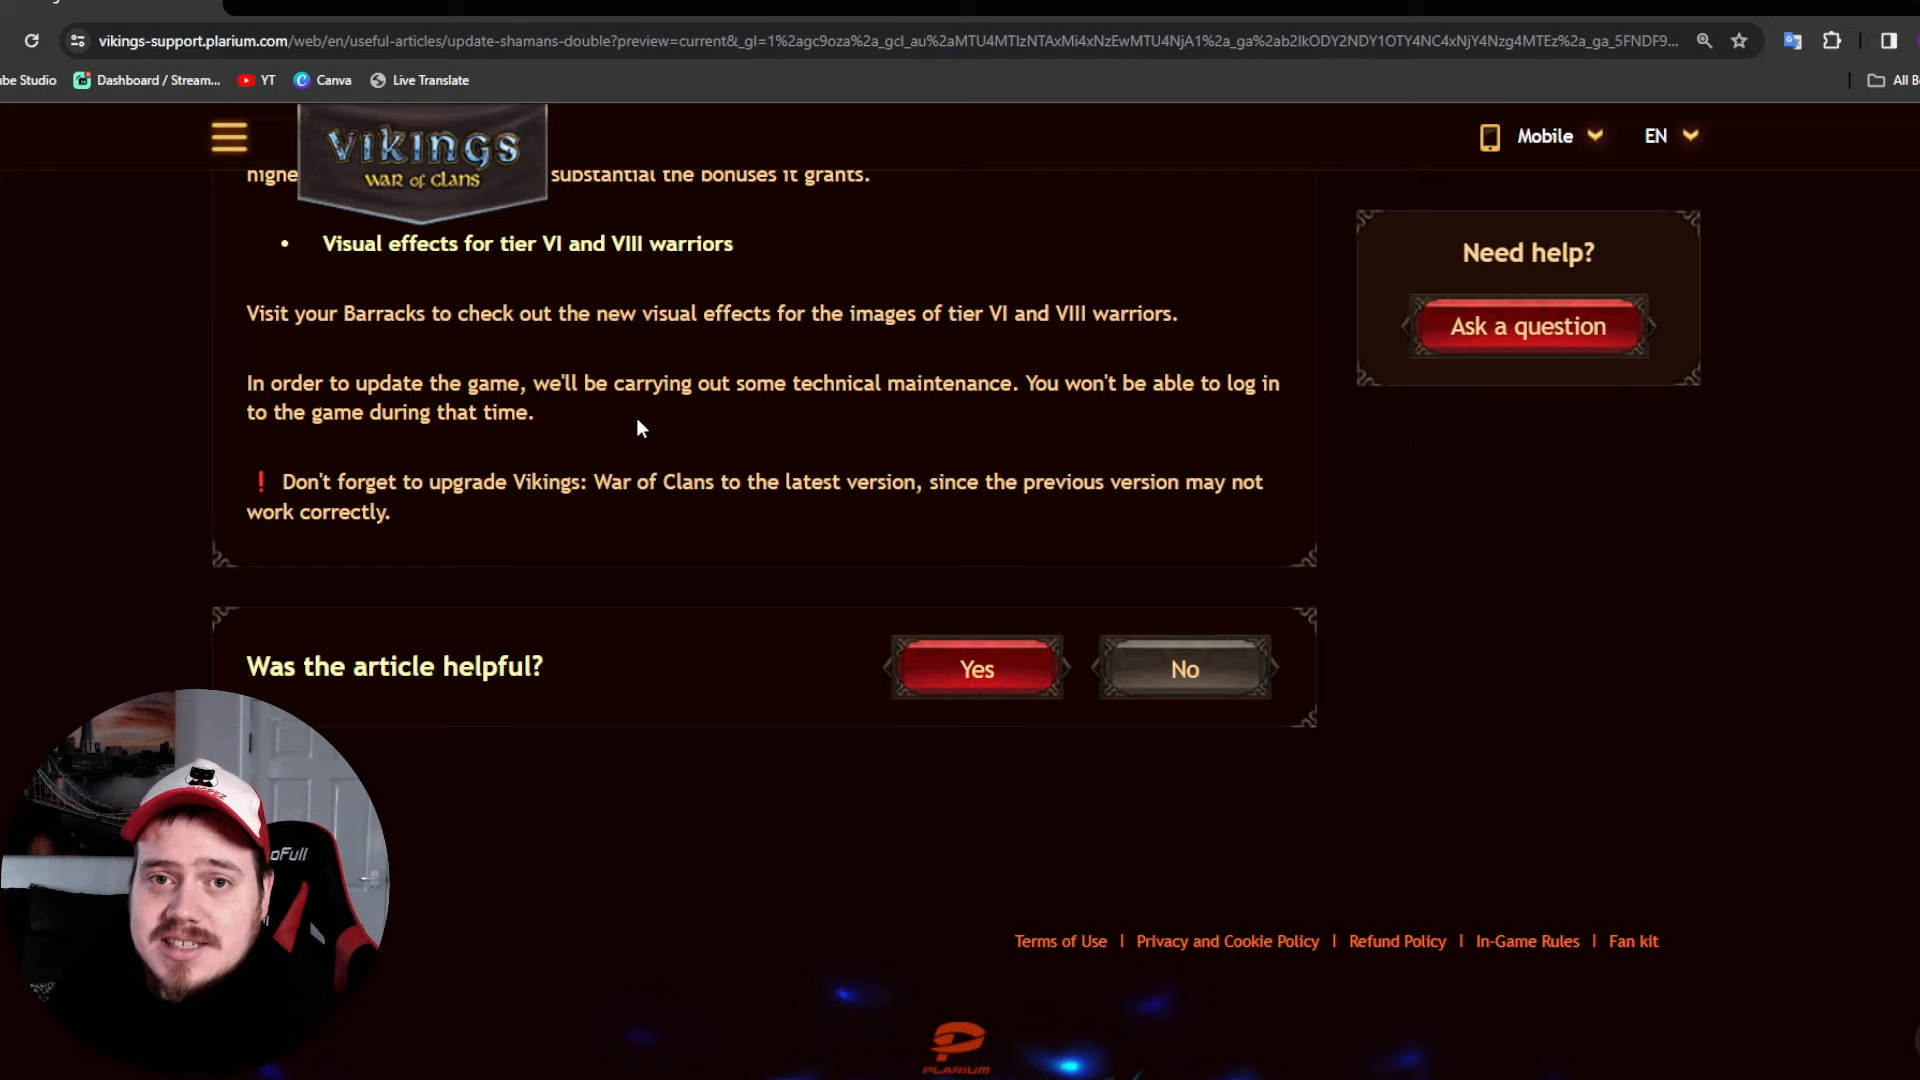 vikings-support.plarium.com/web/en/useful-articles/update-shamans-double?preview=current&_gl=1%2agc9oza%2a_gcl_au%2aMTU4MTIzNTAxMi4xNzEwMTU4NjA1%2a_ga%2ab2lkODY2NDY1OTY4NC4xNjY4Nzg4MTEz%2a_ga_5FNDF9...
be Studio Dashboard / Stream... YT Canva Live Translate All B
VIKINGS
WAR OF CLANS
Mobile EN
substantial the bonuses it grants.
• Visual effects for tier VI and VIII warriors
Visit your Barracks to check out the new visual effects for the images of tier VI and VIII warriors.
In order to update the game, we'll be carrying out some technical maintenance. You won't be able to log in
to the game during that time.
❗ Don't forget to upgrade Vikings: War of Clans to the latest version, since the previous version may not
work correctly.
Need help?
Ask a question
Was the article helpful?
Yes No
oFull
Terms of Use | Privacy and Cookie Policy | Refund Policy | In-Game Rules | Fan kit
PLARIUM